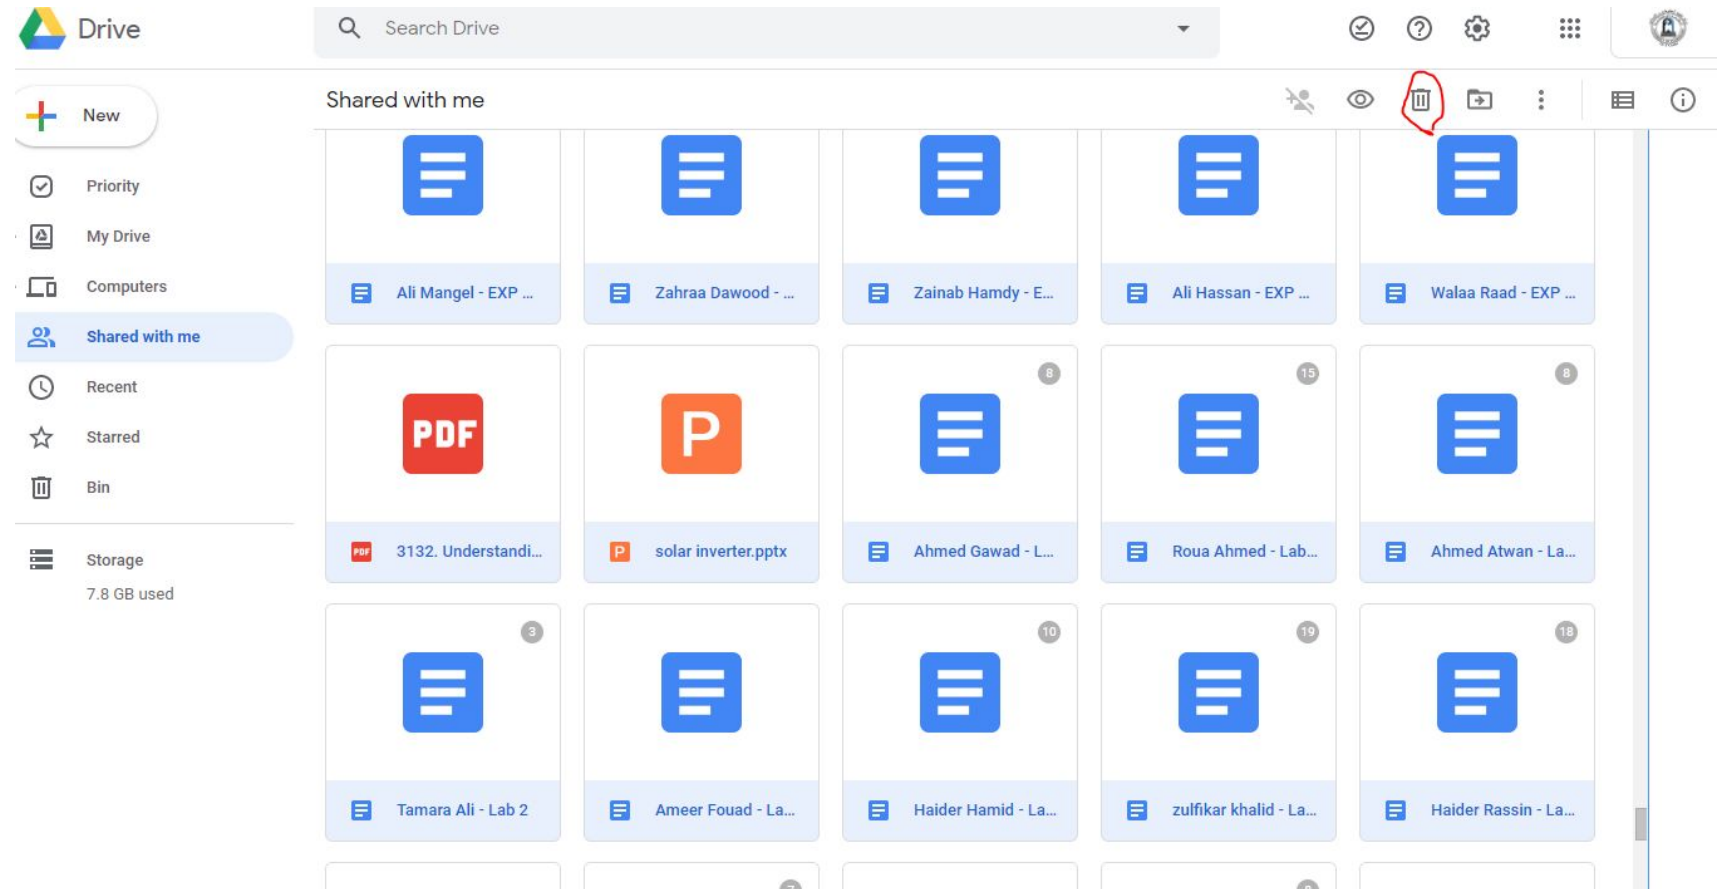 Drive
Search Drive
New
Shared with me
Priority
My Drive
Computers
Shared with me
Recent
Starred
Bin
Storage
7.8 GB used
Ali Mangel - EXP ...
Zahraa Dawood - ...
Zainab Hamdy - E...
Ali Hassan - EXP ...
Walaa Raad - EXP ...
8
15
8
PDF
P
PDF 3132. Understandi...
P solar inverter.pptx
Ahmed Gawad - L...
Roua Ahmed - Lab...
Ahmed Atwan - La...
3
10
19
18
Tamara Ali - Lab 2
Ameer Fouad - La...
Haider Hamid - La...
zulfikar khalid - La...
Haider Rassin - La...